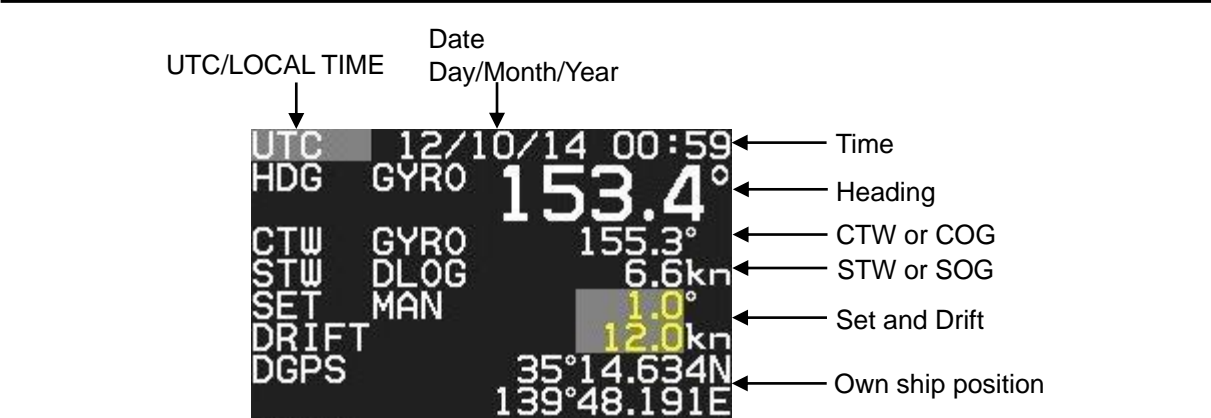 Date
UTC/LOCAL TIME
Day/Month/Year
UTC 12/10/14 00:59
Time
HDG GYRO 153.4°
Heading
CTW GYRO 155.3°
CTW or COG
STW DLOG 6.6kn
STW or SOG
SET MAN 1.0°
DRIFT 12.0kn
Set and Drift
DGPS 35°14.634N
139°48.191E
Own ship position